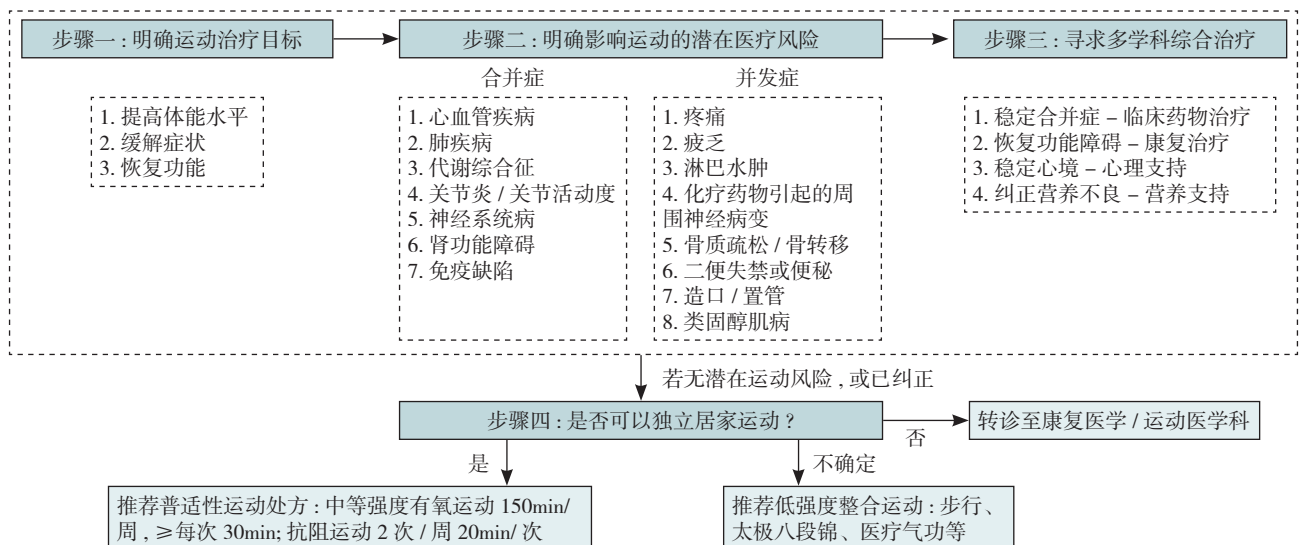 步骤一 : 明确运动治疗目标
步骤二 : 明确影响运动的潜在医疗风险
步骤三 : 寻求多学科综合治疗
1. 提高体能水平
2. 缓解症状
3. 恢复功能
合并症
1. 心血管疾病
2. 肺疾病
3. 代谢综合征
4. 关节炎 / 关节活动度
5. 神经系统病
6. 肾功能障碍
7. 免疫缺陷
并发症
1. 疼痛
2. 疲乏
3. 淋巴水肿
4. 化疗药物引起的周
围神经病变
5. 骨质疏松 / 骨转移
6. 二便失禁或便秘
7. 造口 / 置管
8. 类固醇肌病
1. 稳定合并症 – 临床药物治疗
2. 恢复功能障碍 – 康复治疗
3. 稳定心境 – 心理支持
4. 纠正营养不良 – 营养支持
若无潜在运动风险 , 或已纠正
步骤四 : 是否可以独立居家运动 ?
否
转诊至康复医学 / 运动医学科
是
不确定
推荐普适性运动处方 : 中等强度有氧运动 150min/
周 , ≥每次 30min; 抗阻运动 2 次 / 周 20min/ 次
推荐低强度整合运动 : 步行、
太极八段锦、医疗气功等